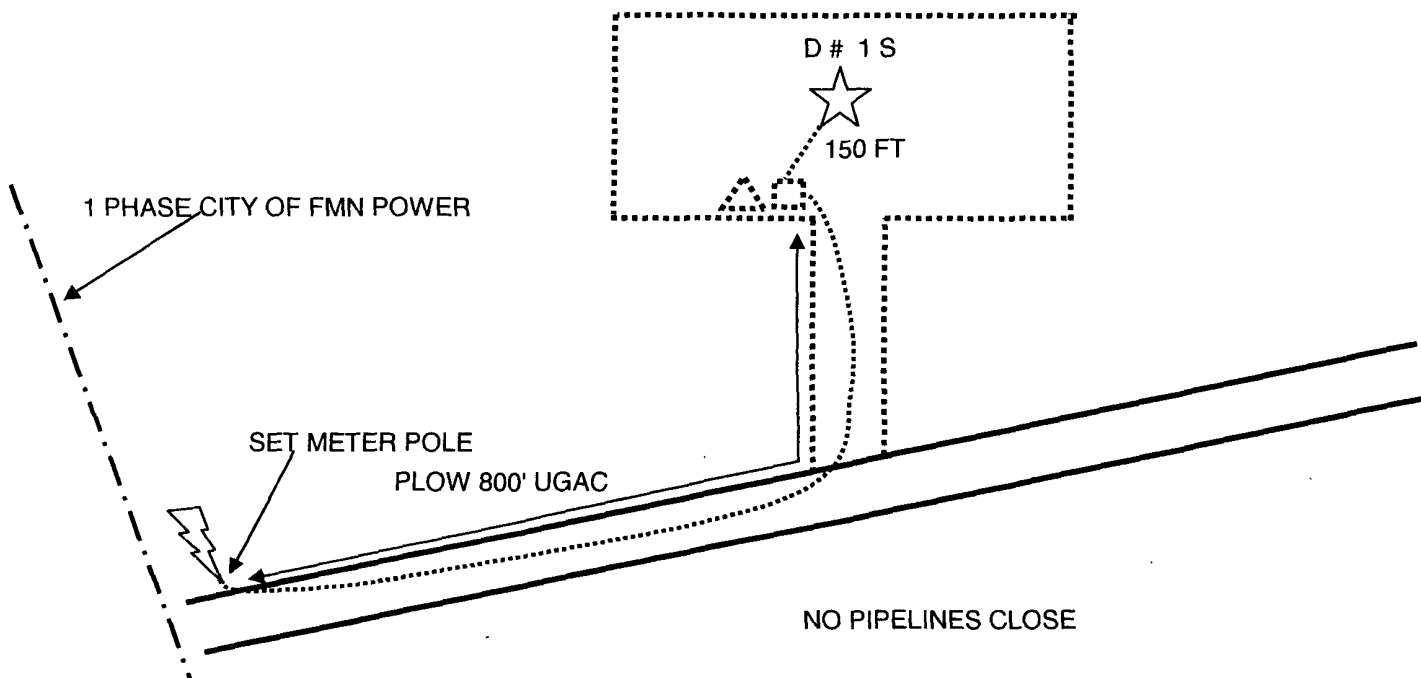 D # 1 S
150 FT
1 PHASE CITY OF FMN POWER
SET METER POLE
PLOW 800' UGAC
NO PIPELINES CLOSE